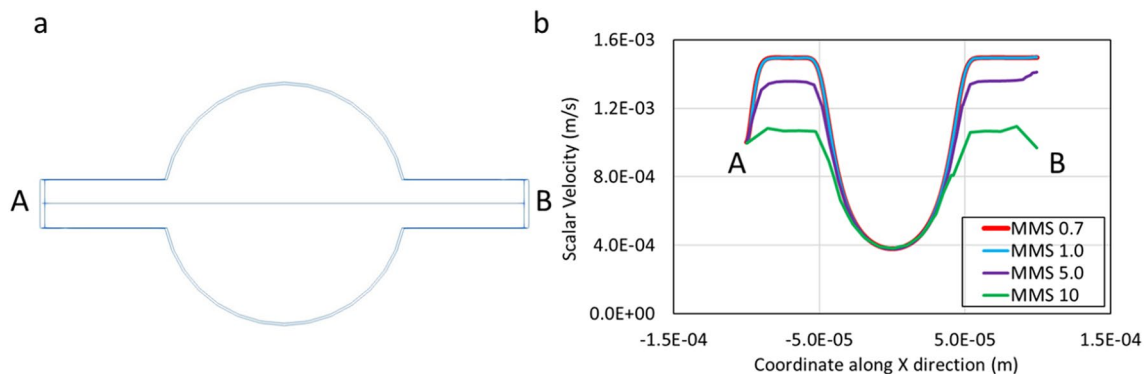 a
A
B
b
1.6E-03
1.2E-03
8.0E-04
4.0E-04
0.0E+00
Scalar Velocity (m/s)
A
B
MMS 0.7
MMS 1.0
MMS 5.0
MMS 10
-1.5E-04
-5.0E-05
5.0E-05
1.5E-04
Coordinate along X direction (m)